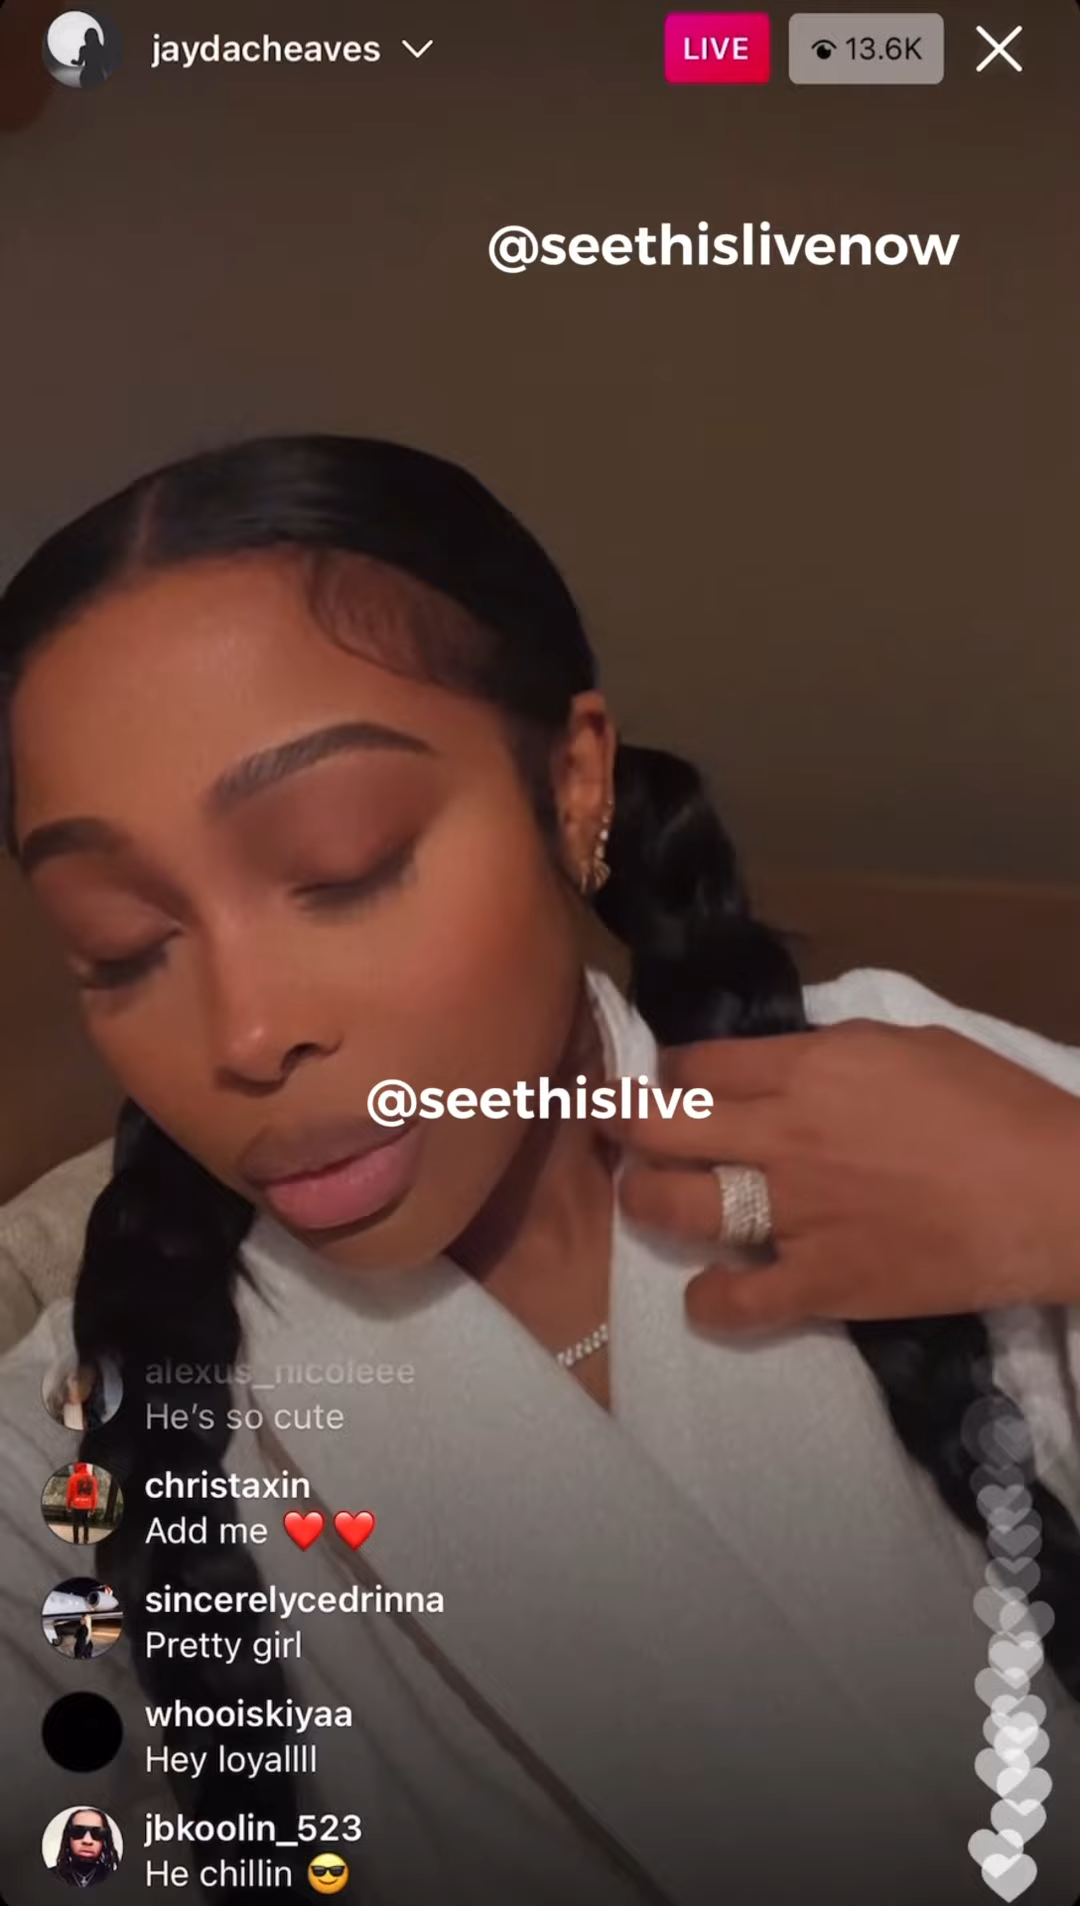 jaydacheaves
LIVE
13.6K
@seethislivenow
@seethislive
alexus_nicoleee
He's so cute
christaxin
Add me ❤️❤️
sincerelycedrinna
Pretty girl
whooiskiyaa
Hey loyallll
jbkoolin_523
He chillin 😎